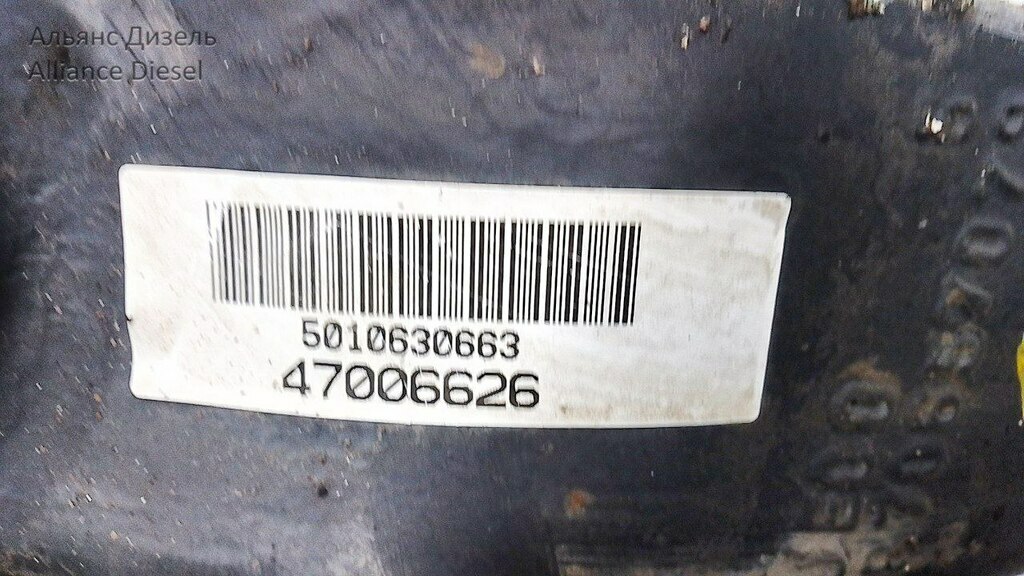 Альянс Дизель
Alliance Diesel
5010630663
47006626